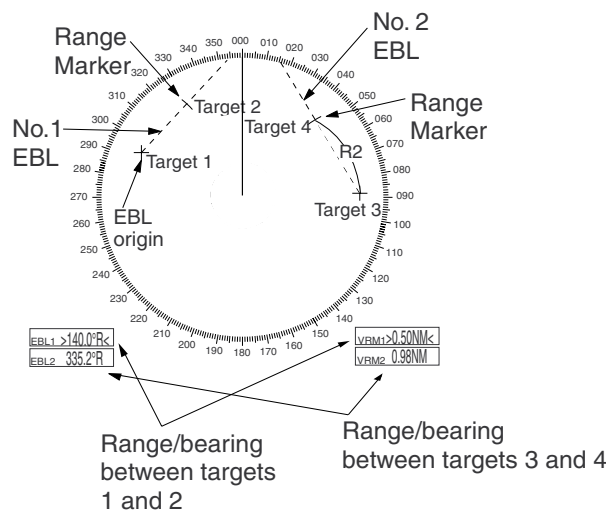 Range
Marker
No. 2
EBL
000
010
020
030
040
050
060
070
080
090
100
110
120
130
140
150
160
170
180
190
200
210
220
230
240
250
260
270
280
290
300
310
320
330
340
350
Target 2
Target 4
Range
Marker
No.1
EBL
R2
Target 1
EBL
origin
Target 3
EBL1 >140.0°R<
EBL2 335.2°R
VRM1>0.50NM<
VRM2 0.98NM
Range/bearing
between targets
1 and 2
Range/bearing
between targets 3 and 4